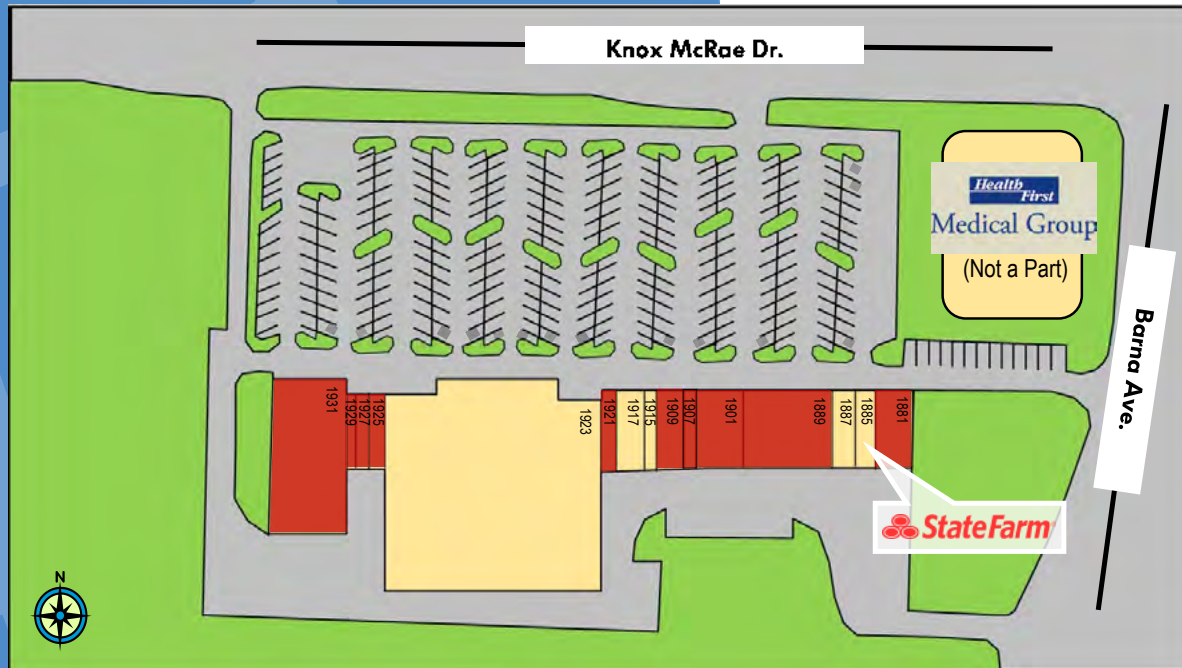 Knox McRae Dr.
Health
First
Medical Group
(Not a Part)
Barna Ave.
1931
1929
1927
1925
1923
1921
1917
1915
1909
1907
1901
1889
1887
1885
1881
StateFarm
N